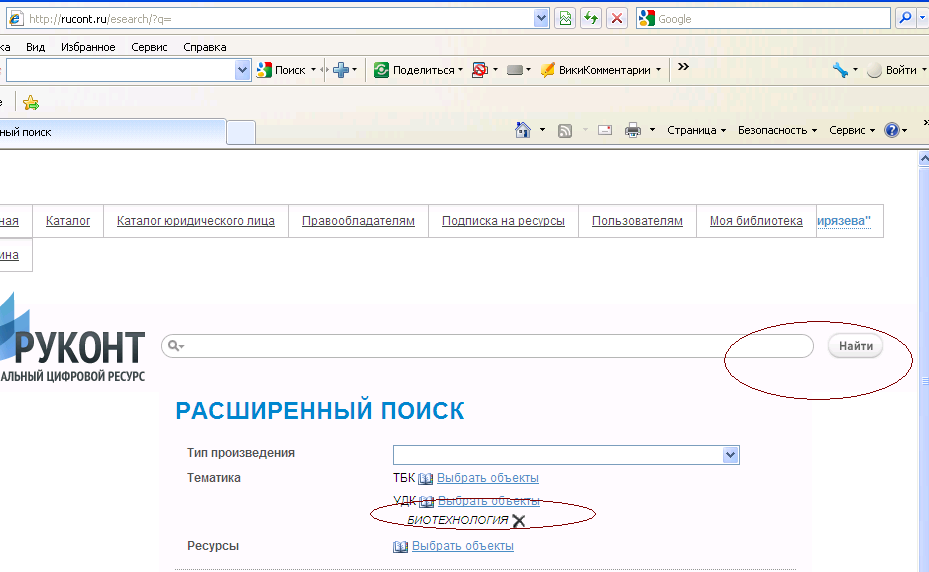 http://rucont.ru/esearch/?q= Google
ка Вид Избранное Сервис Справка
Поиск Поделиться ВикиКомментарии » Войти
ный поиск Страница Безопасность Сервис »
ная Каталог Каталог юридического лица Правообладателям Подписка на ресурсы Пользователям Моя библиотека ирязева"
ина
РУКОНТ
АЛЬНЫЙ ЦИФРОВОЙ РЕСУРС
Найти
РАСШИРЕННЫЙ ПОИСК
Тип произведения
Тематика ТБК Выбрать объекты
УДК Выбрать объекты
БИОТЕХНОЛОГИЯ
Ресурсы Выбрать объекты